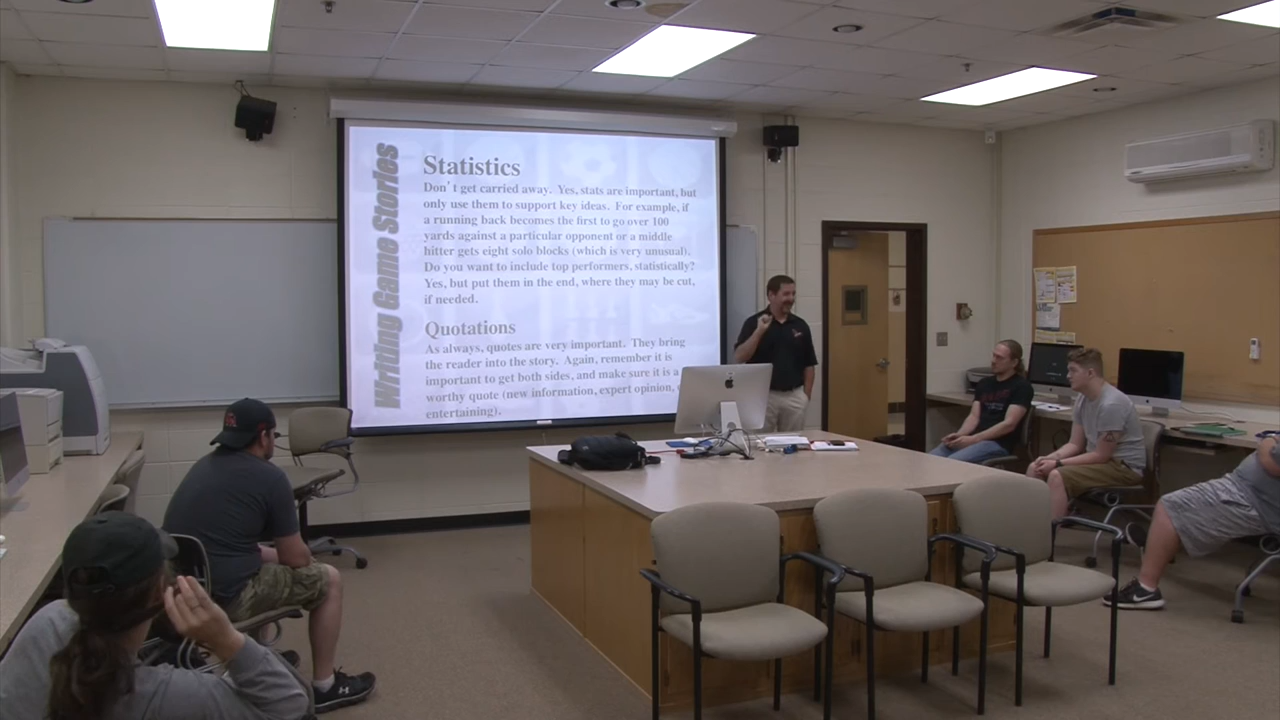 Writing Game Stories
Statistics
Don't get carried away. Yes, stats are important, but
only use them to support key ideas. For example, if
a running back becomes the first to go over 100
yards against a particular opponent or a middle
hitter gets eight solo blocks (which is very unusual).
Do you want to include top performers, statistically?
Yes, but put them in the end, where they may be cut,
if needed.
Quotations
As always, quotes are very important. They bring
the reader into the story. Again, remember it is
important to get both sides, and make sure it is a
worthy quote (new information, expert opinion,
entertaining).